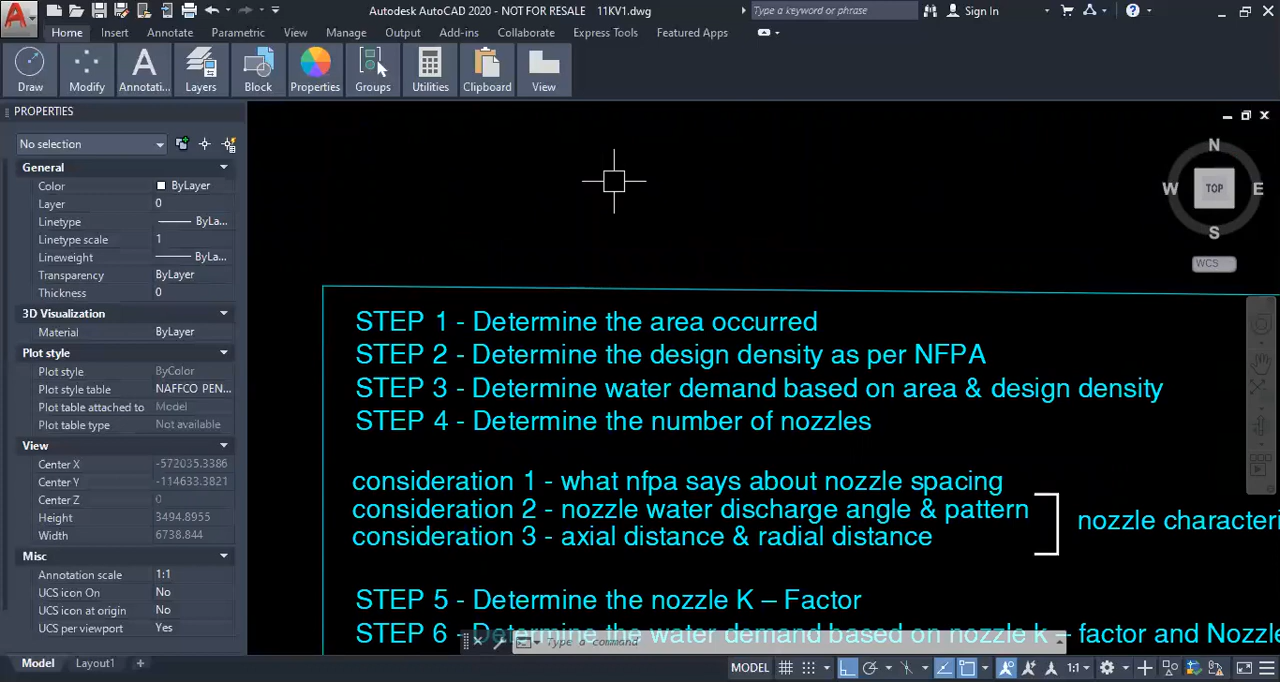 Autodesk AutoCAD 2020 - NOT FOR RESALE 11KV1.dwg
Type a keyword or phrase
Sign In
Home Insert Annotate Parametric View Manage Output Add-ins Collaborate Express Tools Featured Apps
Draw Modify Annotati... Layers Block Properties Groups Utilities Clipboard View
PROPERTIES
No selection
General
Color ByLayer
Layer 0
Linetype ByLa...
Linetype scale 1
Lineweight ByLa...
Transparency ByLayer
Thickness 0
3D Visualization
Material ByLayer
Plot style
Plot style ByColor
Plot style table NAFFCO PEN...
Plot table attached to Model
Plot table type Not available
View
Center X -572035.3386
Center Y -114633.3821
Center Z 0
Height 3494.8955
Width 6738.844
Misc
Annotation scale 1:1
UCS icon On No
UCS icon at origin No
UCS per viewport Yes
N
W TOP E
S
WCS
STEP 1 - Determine the area occurred
STEP 2 - Determine the design density as per NFPA
STEP 3 - Determine water demand based on area & design density
STEP 4 - Determine the number of nozzles
consideration 1 - what nfpa says about nozzle spacing
consideration 2 - nozzle water discharge angle & pattern
nozzle characteri
consideration 3 - axial distance & radial distance
STEP 5 - Determine the nozzle K – Factor
STEP 6 - Determine the water demand based on nozzle k – factor and Nozzle
Type a command
Model Layout1 +
MODEL 1:1